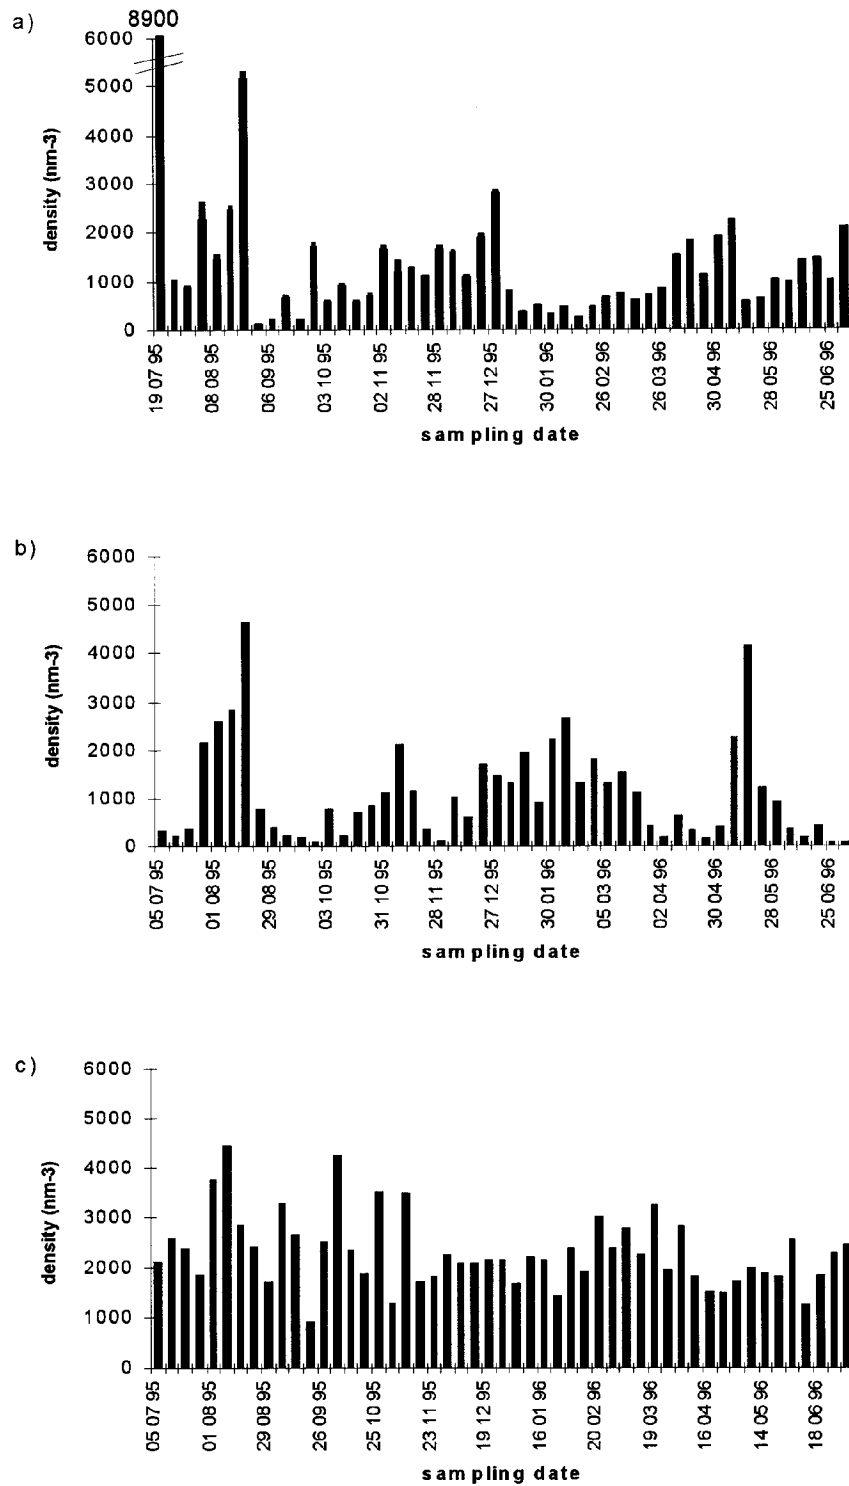 a)
8900
6000
5000
4000
3000
2000
1000
0
density (nm-3)
19 07 95
08 08 95
06 09 95
03 10 95
02 11 95
28 11 95
27 12 95
30 01 96
26 02 96
26 03 96
30 04 96
28 05 96
25 06 96
sampling date
b)
6000
5000
4000
3000
2000
1000
0
density (nm-3)
05 07 95
01 08 95
29 08 95
03 10 95
31 10 95
28 11 95
27 12 95
30 01 96
05 03 96
02 04 96
30 04 96
28 05 96
25 06 96
sampling date
c)
6000
5000
4000
3000
2000
1000
0
density (nm-3)
05 07 95
01 08 95
29 08 95
26 09 95
25 10 95
23 11 95
19 12 95
16 01 96
20 02 96
19 03 96
16 04 96
14 05 96
18 06 96
sampling date